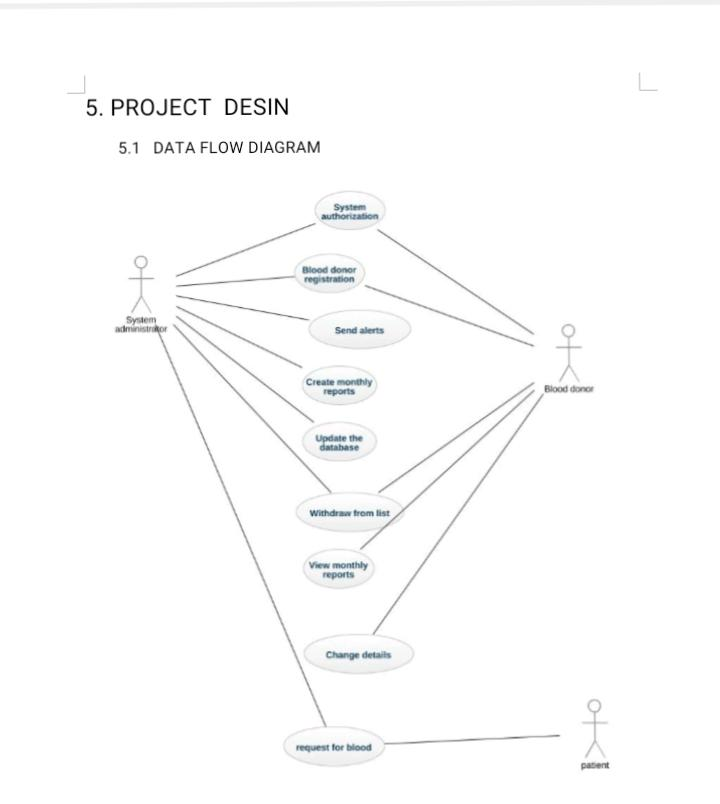 5. PROJECT DESIN
5.1 DATA FLOW DIAGRAM
System
authorization
Blood donor
registration
System
administrator
Send alerts
Create monthly
reports
Blood donor
Update the
database
Withdraw from list
View monthly
reports
Change details
request for blood
patient